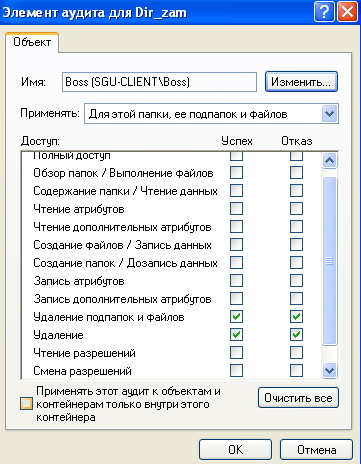 Элемент аудита для Dir_zam
Объект
Имя: Boss (SGU-CLIENT\Boss) Изменить...
Применять: Для этой папки, ее подпапок и файлов
Доступ: Успех Отказ
Полный доступ
Обзор папок / Выполнение файлов
Содержание папки / Чтение данных
Чтение атрибутов
Чтение дополнительных атрибутов
Создание файлов / Запись данных
Создание папок / Дозапись данных
Запись атрибутов
Запись дополнительных атрибутов
Удаление подпапок и файлов
Удаление
Чтение разрешений
Смена разрешений
Применять этот аудит к объектам и
контейнерам только внутри этого
контейнера
Очистить все
OK Отмена